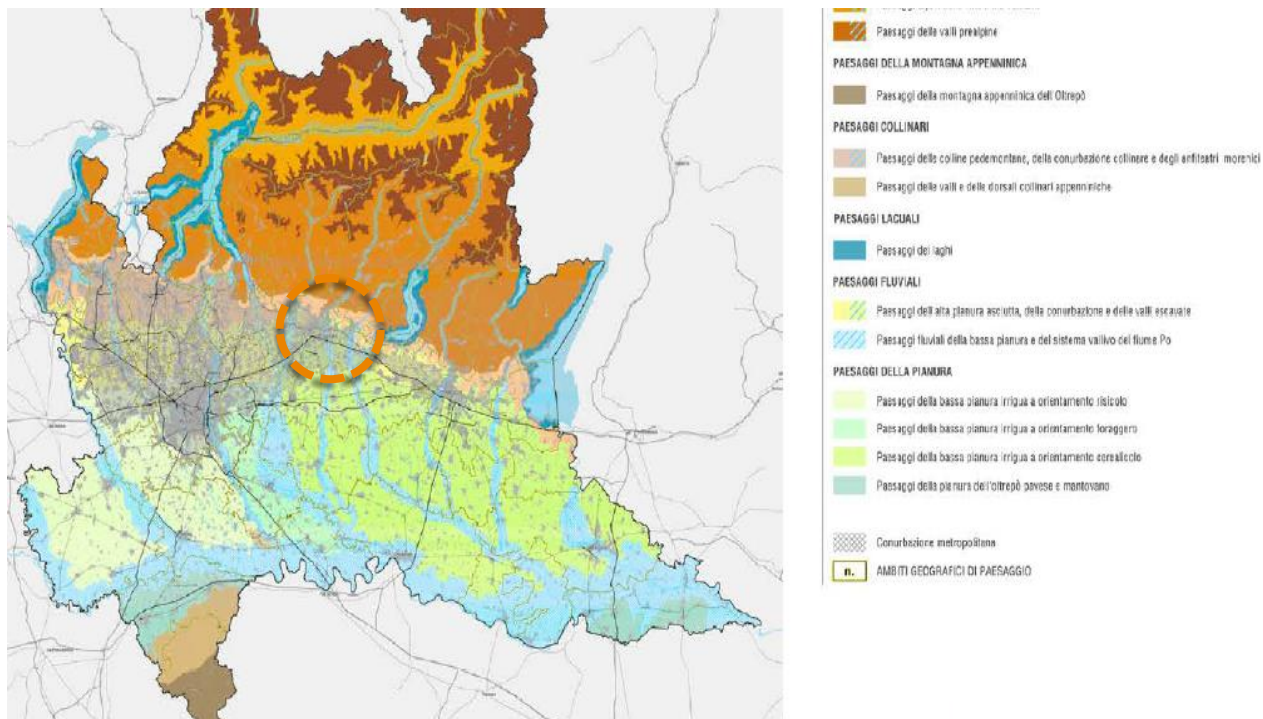 Paesaggi delle valli prealpine
PAESAGGI DELLA MONTAGNA APPENNINICA
Paesaggi della montagna appenninica dell'Oltrepò
PAESAGGI COLLINARI
Paesaggi delle colline pedemontane, della conurbazione collinare e degli anfiteatri morenici
Paesaggi delle valli e delle dorsali collinari appenniniche
PAESAGGI LACUALI
Paesaggi dei laghi
PAESAGGI FLUVIALI
Paesaggi dell'alta pianura asciutta, della conurbazione e delle valli escavate
Paesaggi fluviali della bassa pianura e del sistema vallivo del fiume Po
PAESAGGI DELLA PIANURA
Paesaggi della bassa pianura irrigua a orientamento risicolo
Paesaggi della bassa pianura irrigua a orientamento foraggero
Paesaggi della bassa pianura irrigua a orientamento cerealicolo
Paesaggi della pianura dell'oltrepò pavese e mantovano
Conurbazione metropolitana
n. AMBITI GEOGRAFICI DI PAESAGGIO